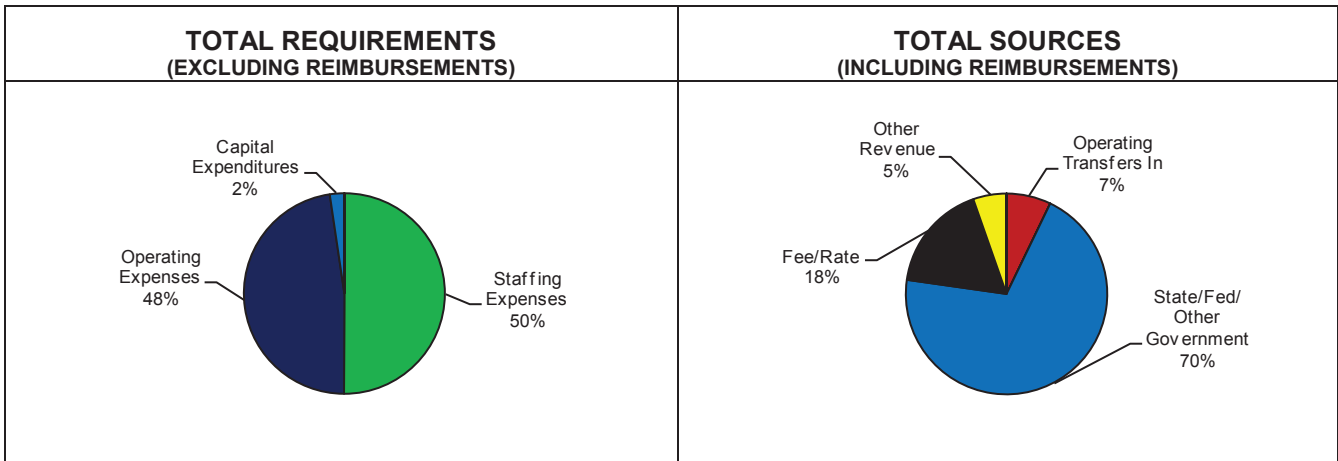 TOTAL REQUIREMENTS
(EXCLUDING REIMBURSEMENTS)
Capital
Expenditures
2%
Operating
Expenses
48%
Staffing
Expenses
50%
TOTAL SOURCES
(INCLUDING REIMBURSEMENTS)
Other
Revenue
5%
Operating
Transfers In
7%
Fee/Rate
18%
State/Fed/
Other
Government
70%